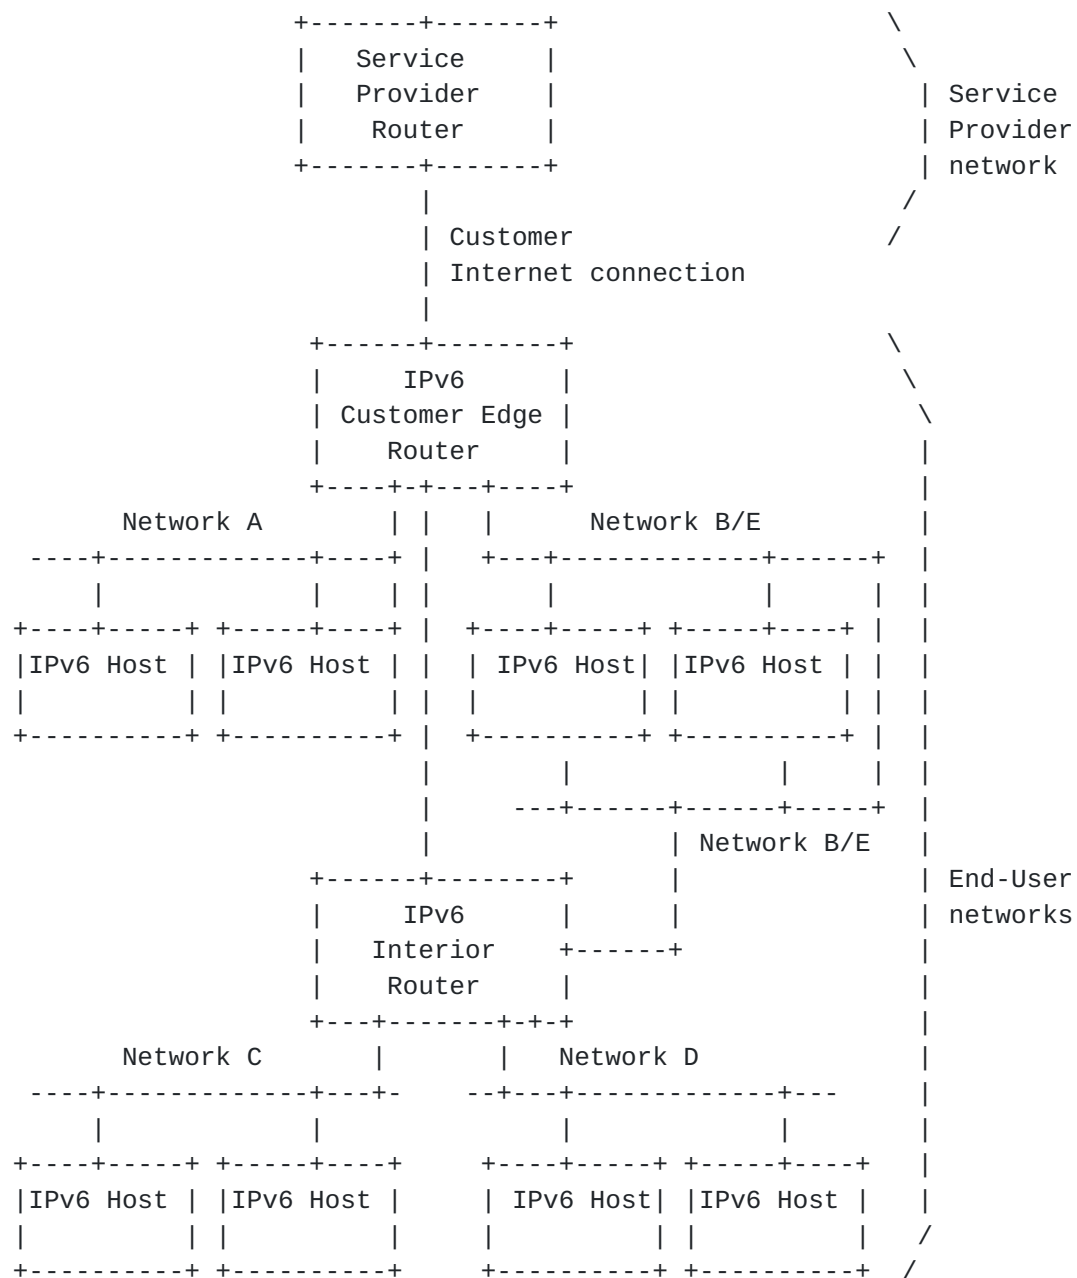 Service
Provider
Router
Service
Provider
network
Customer
Internet connection
IPv6
Customer Edge
Router
Network A
Network B/E
IPv6 Host
IPv6 Host
IPv6 Host
IPv6 Host
Network B/E
End-User
networks
IPv6
Interior
Router
Network C
Network D
IPv6 Host
IPv6 Host
IPv6 Host
IPv6 Host